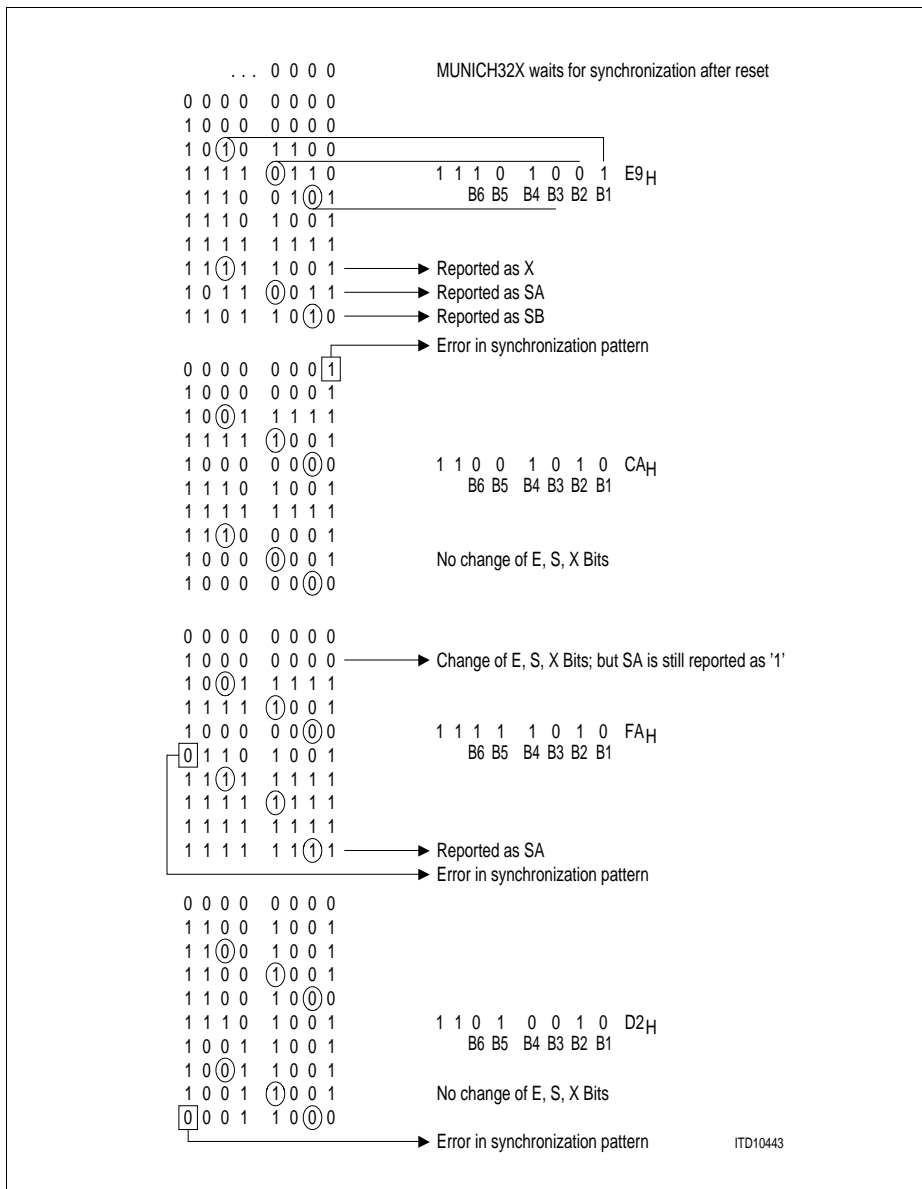 ... 0 0 0 0 MUNICH32X waits for synchronization after reset
0 0 0 0 0 0 0 0
1 0 0 0 0 0 0 0
1 0 1 0 1 1 0 0
1 1 1 1 0 1 1 0 1 1 1 0 1 0 0 1 E9H
1 1 1 0 0 1 0 1 B6 B5 B4 B3 B2 B1
1 1 1 0 1 0 0 1
1 1 1 1 1 1 1 1
1 1 1 1 1 0 0 1 Reported as X
1 0 1 1 0 0 1 1 Reported as SA
1 1 0 1 1 0 1 0 Reported as SB
Error in synchronization pattern
0 0 0 0 0 0 0 1
1 0 0 0 0 0 0 1
1 0 0 1 1 1 1 1
1 1 1 1 1 0 0 1
1 0 0 0 0 0 0 0 1 1 0 0 1 0 1 0 CAH
1 1 1 0 1 0 0 1 B6 B5 B4 B3 B2 B1
1 1 1 1 1 1 1 1
1 1 1 0 0 0 0 1
1 0 0 0 0 0 0 1 No change of E, S, X Bits
1 0 0 0 0 0 0 0
0 0 0 0 0 0 0 0
1 0 0 0 0 0 0 0 Change of E, S, X Bits; but SA is still reported as '1'
1 0 0 1 1 1 1 1
1 1 1 1 1 0 0 1
1 0 0 0 0 0 0 0 1 1 1 1 1 0 1 0 FAH
0 1 1 0 1 0 0 1 B6 B5 B4 B3 B2 B1
1 1 1 1 1 1 1 1
1 1 1 1 1 1 1 1
1 1 1 1 1 1 1 1
1 1 1 1 1 1 1 1 Reported as SA
Error in synchronization pattern
0 0 0 0 0 0 0 0
1 1 0 0 1 0 0 1
1 1 0 0 1 0 0 1
1 1 0 0 1 0 0 1
1 1 0 0 1 0 0 0
1 1 1 0 1 0 0 1 1 1 0 1 0 0 1 0 D2H
1 0 0 1 1 0 0 1 B6 B5 B4 B3 B2 B1
1 0 0 1 1 0 0 1
1 0 0 1 1 0 0 1 No change of E, S, X Bits
0 0 0 1 1 0 0 0
Error in synchronization pattern ITD10443